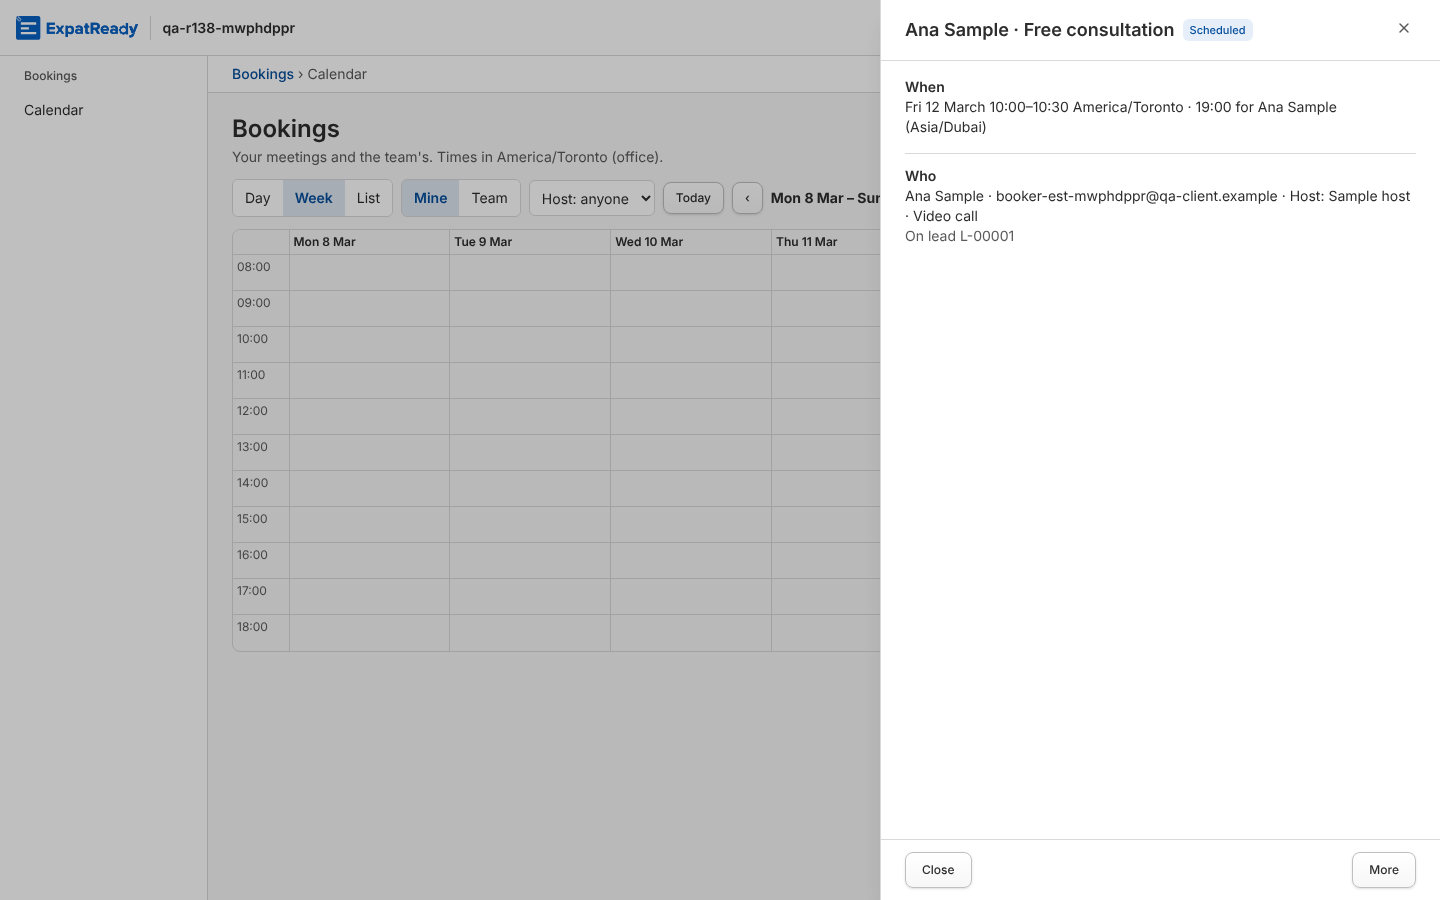 ExpatReady
qa-r138-mwphdppr
Bookings
Calendar
Bookings › Calendar
Bookings
Your meetings and the team's. Times in America/Toronto (office).
Day Week List Mine Team Host: anyone Today ‹ Mon 8 Mar – Sun
Mon 8 Mar Tue 9 Mar Wed 10 Mar Thu 11 Mar
08:00
09:00
10:00
11:00
12:00
13:00
14:00
15:00
16:00
17:00
18:00
Ana Sample · Free consultation Scheduled ×
When
Fri 12 March 10:00–10:30 America/Toronto · 19:00 for Ana Sample
(Asia/Dubai)
Who
Ana Sample · booker-est-mwphdppr@qa-client.example · Host: Sample host
· Video call
On lead L-00001
Close More